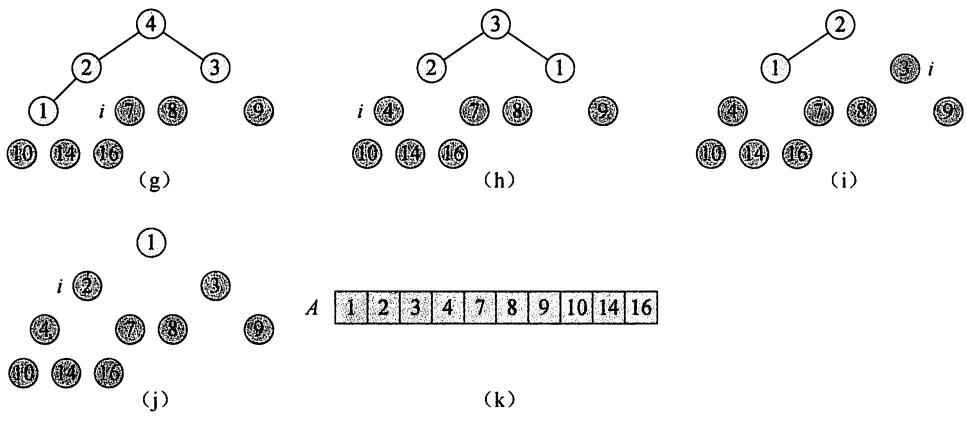 4 3 2
2 3 2 1 1 3 i
1 i 7 8 9 i 4 7 8 9 4 7 8 9
10 14 16 10 14 16 10 14 16
（g） （h） （i）
1
i 2 3
A 1 2 3 4 7 8 9 10 14 16
4 7 8 9
10 14 16
（j） （k）